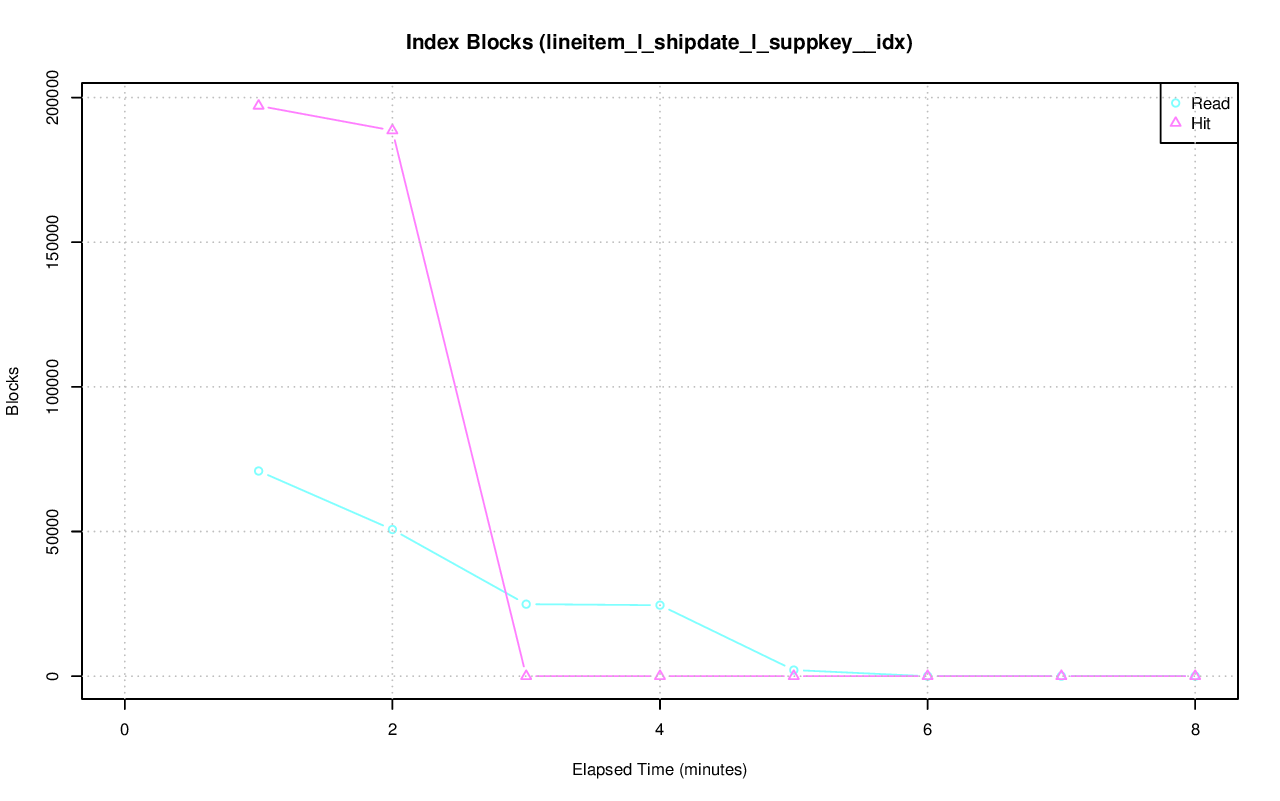 Index Blocks (lineitem_l_shipdate_l_suppkey__idx)
Read
Hit
Blocks
200000
150000
100000
50000
0
0 2 4 6 8
Elapsed Time (minutes)